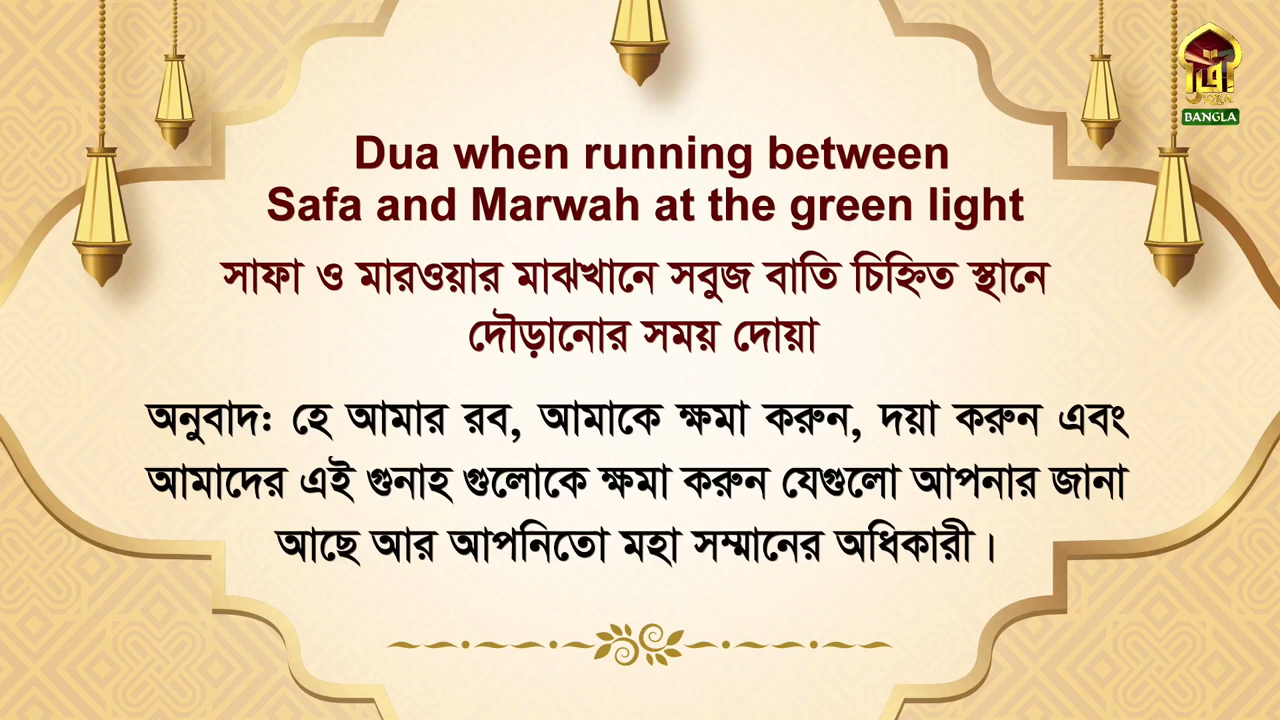 BANGLA
Dua when running between
Safa and Marwah at the green light
সাফা ও মারওয়ার মাঝখানে সবুজ বাতি চিহ্নিত স্থানে
দৌড়ানোর সময় দোয়া
অনুবাদ: হে আমার রব, আমাকে ক্ষমা করুন, দয়া করুন এবং
আমাদের এই গুনাহ গুলোকে ক্ষমা করুন যেগুলো আপনার জানা
আছে আর আপনিতো মহা সম্মানের অধিকারী।